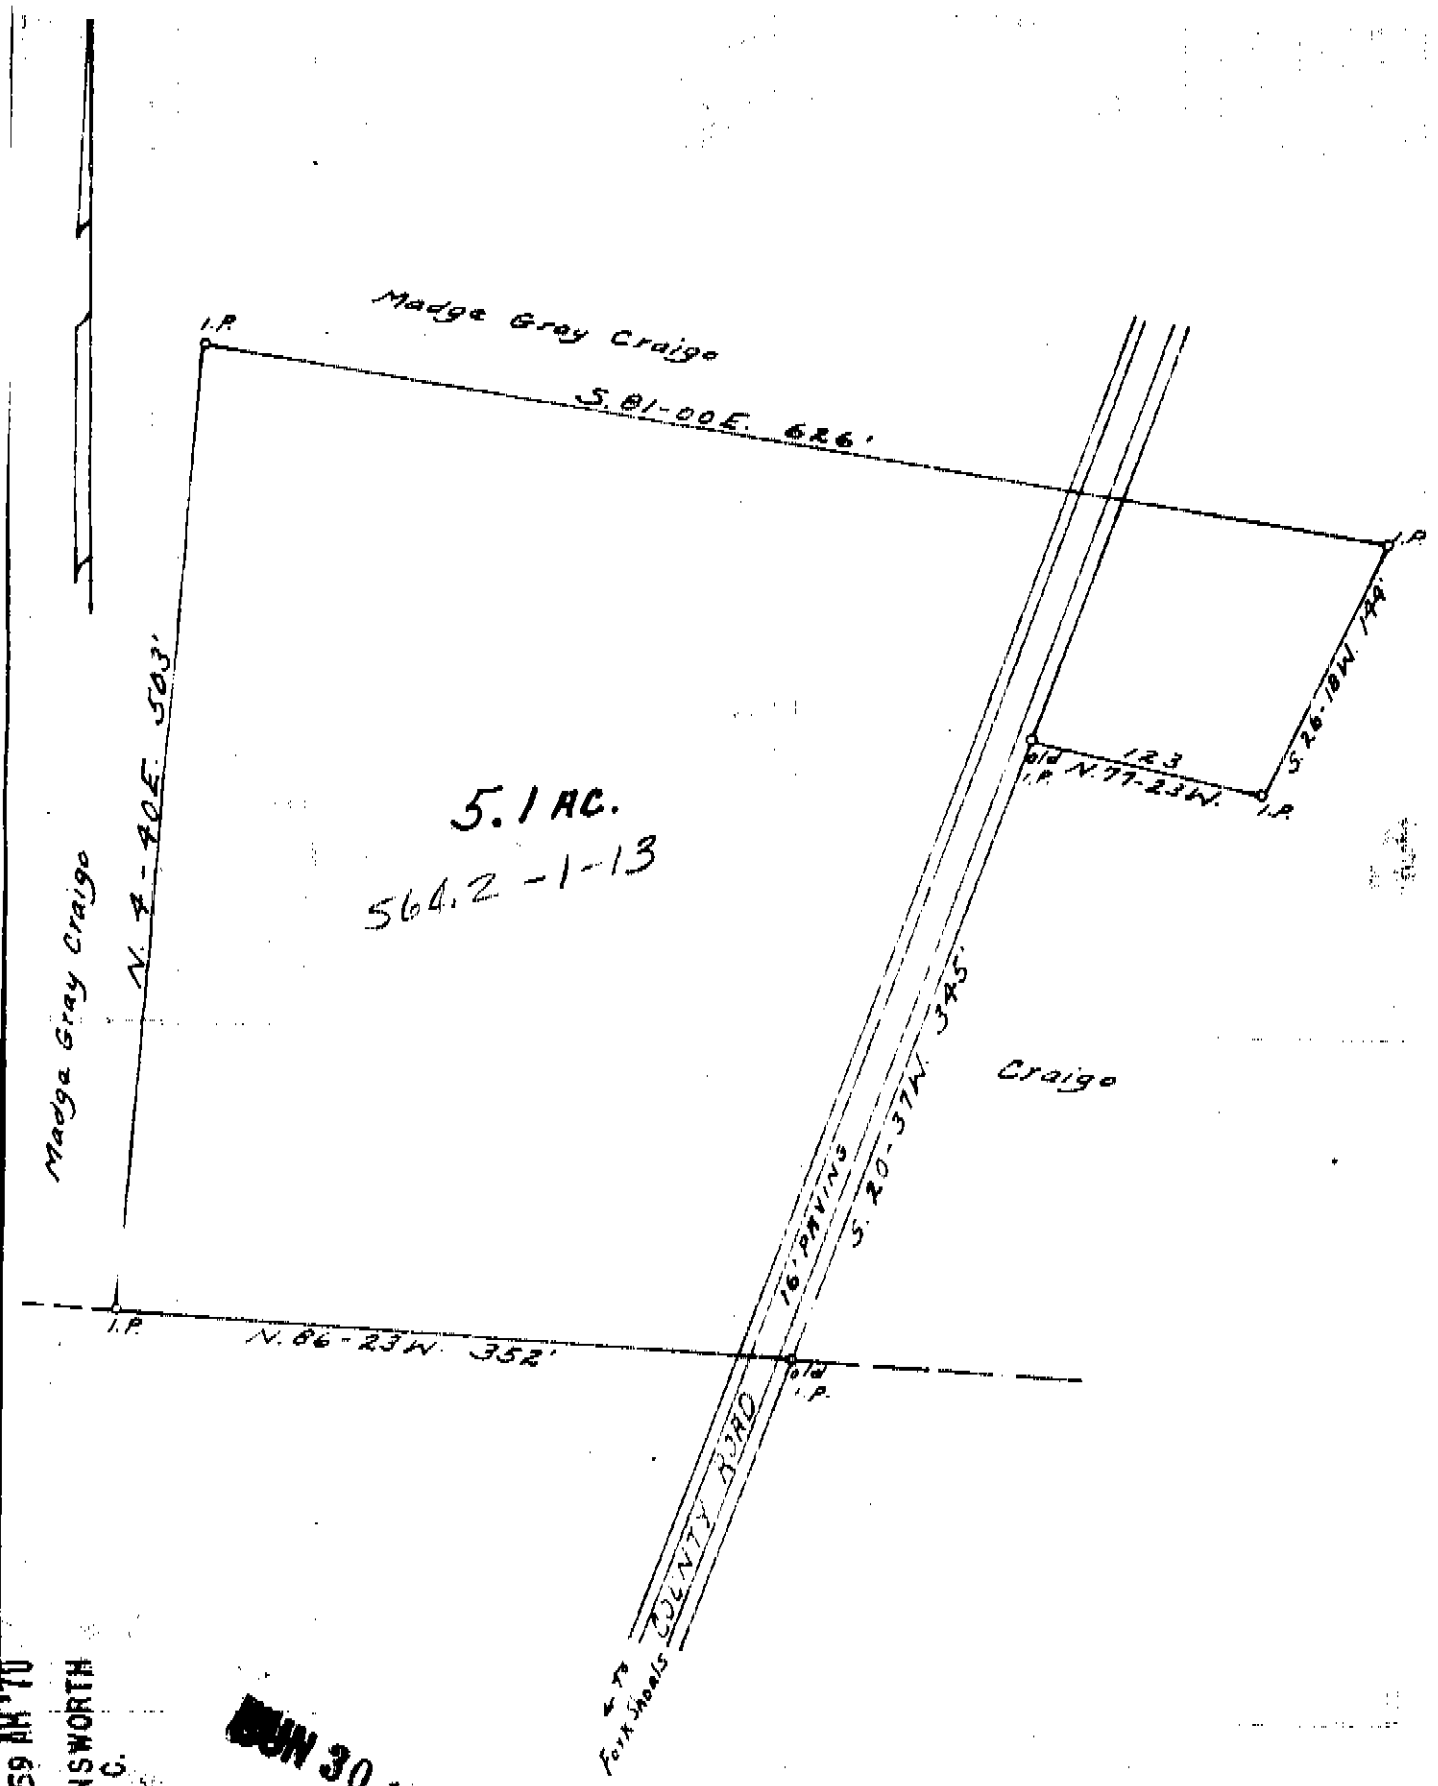 I.P.
Madge Gray Craigo
S. 81-00 E. 626'
I.P.
N. 4-40 E. 503'
S. 26-18 W. 144'
old
I.P.
123
N. 77-23 W.
I.P.
5.1 AC.
564.2-1-13
Madge Gray Craigo
S. 20-37 W. 345'
Craigo
16' PAVING
I.P.
N. 86-23 W. 352'
old
I.P.
COUNTY ROAD
← To
Fork Shoals
59 AM '70
NSWORTH
C.
JUN 30